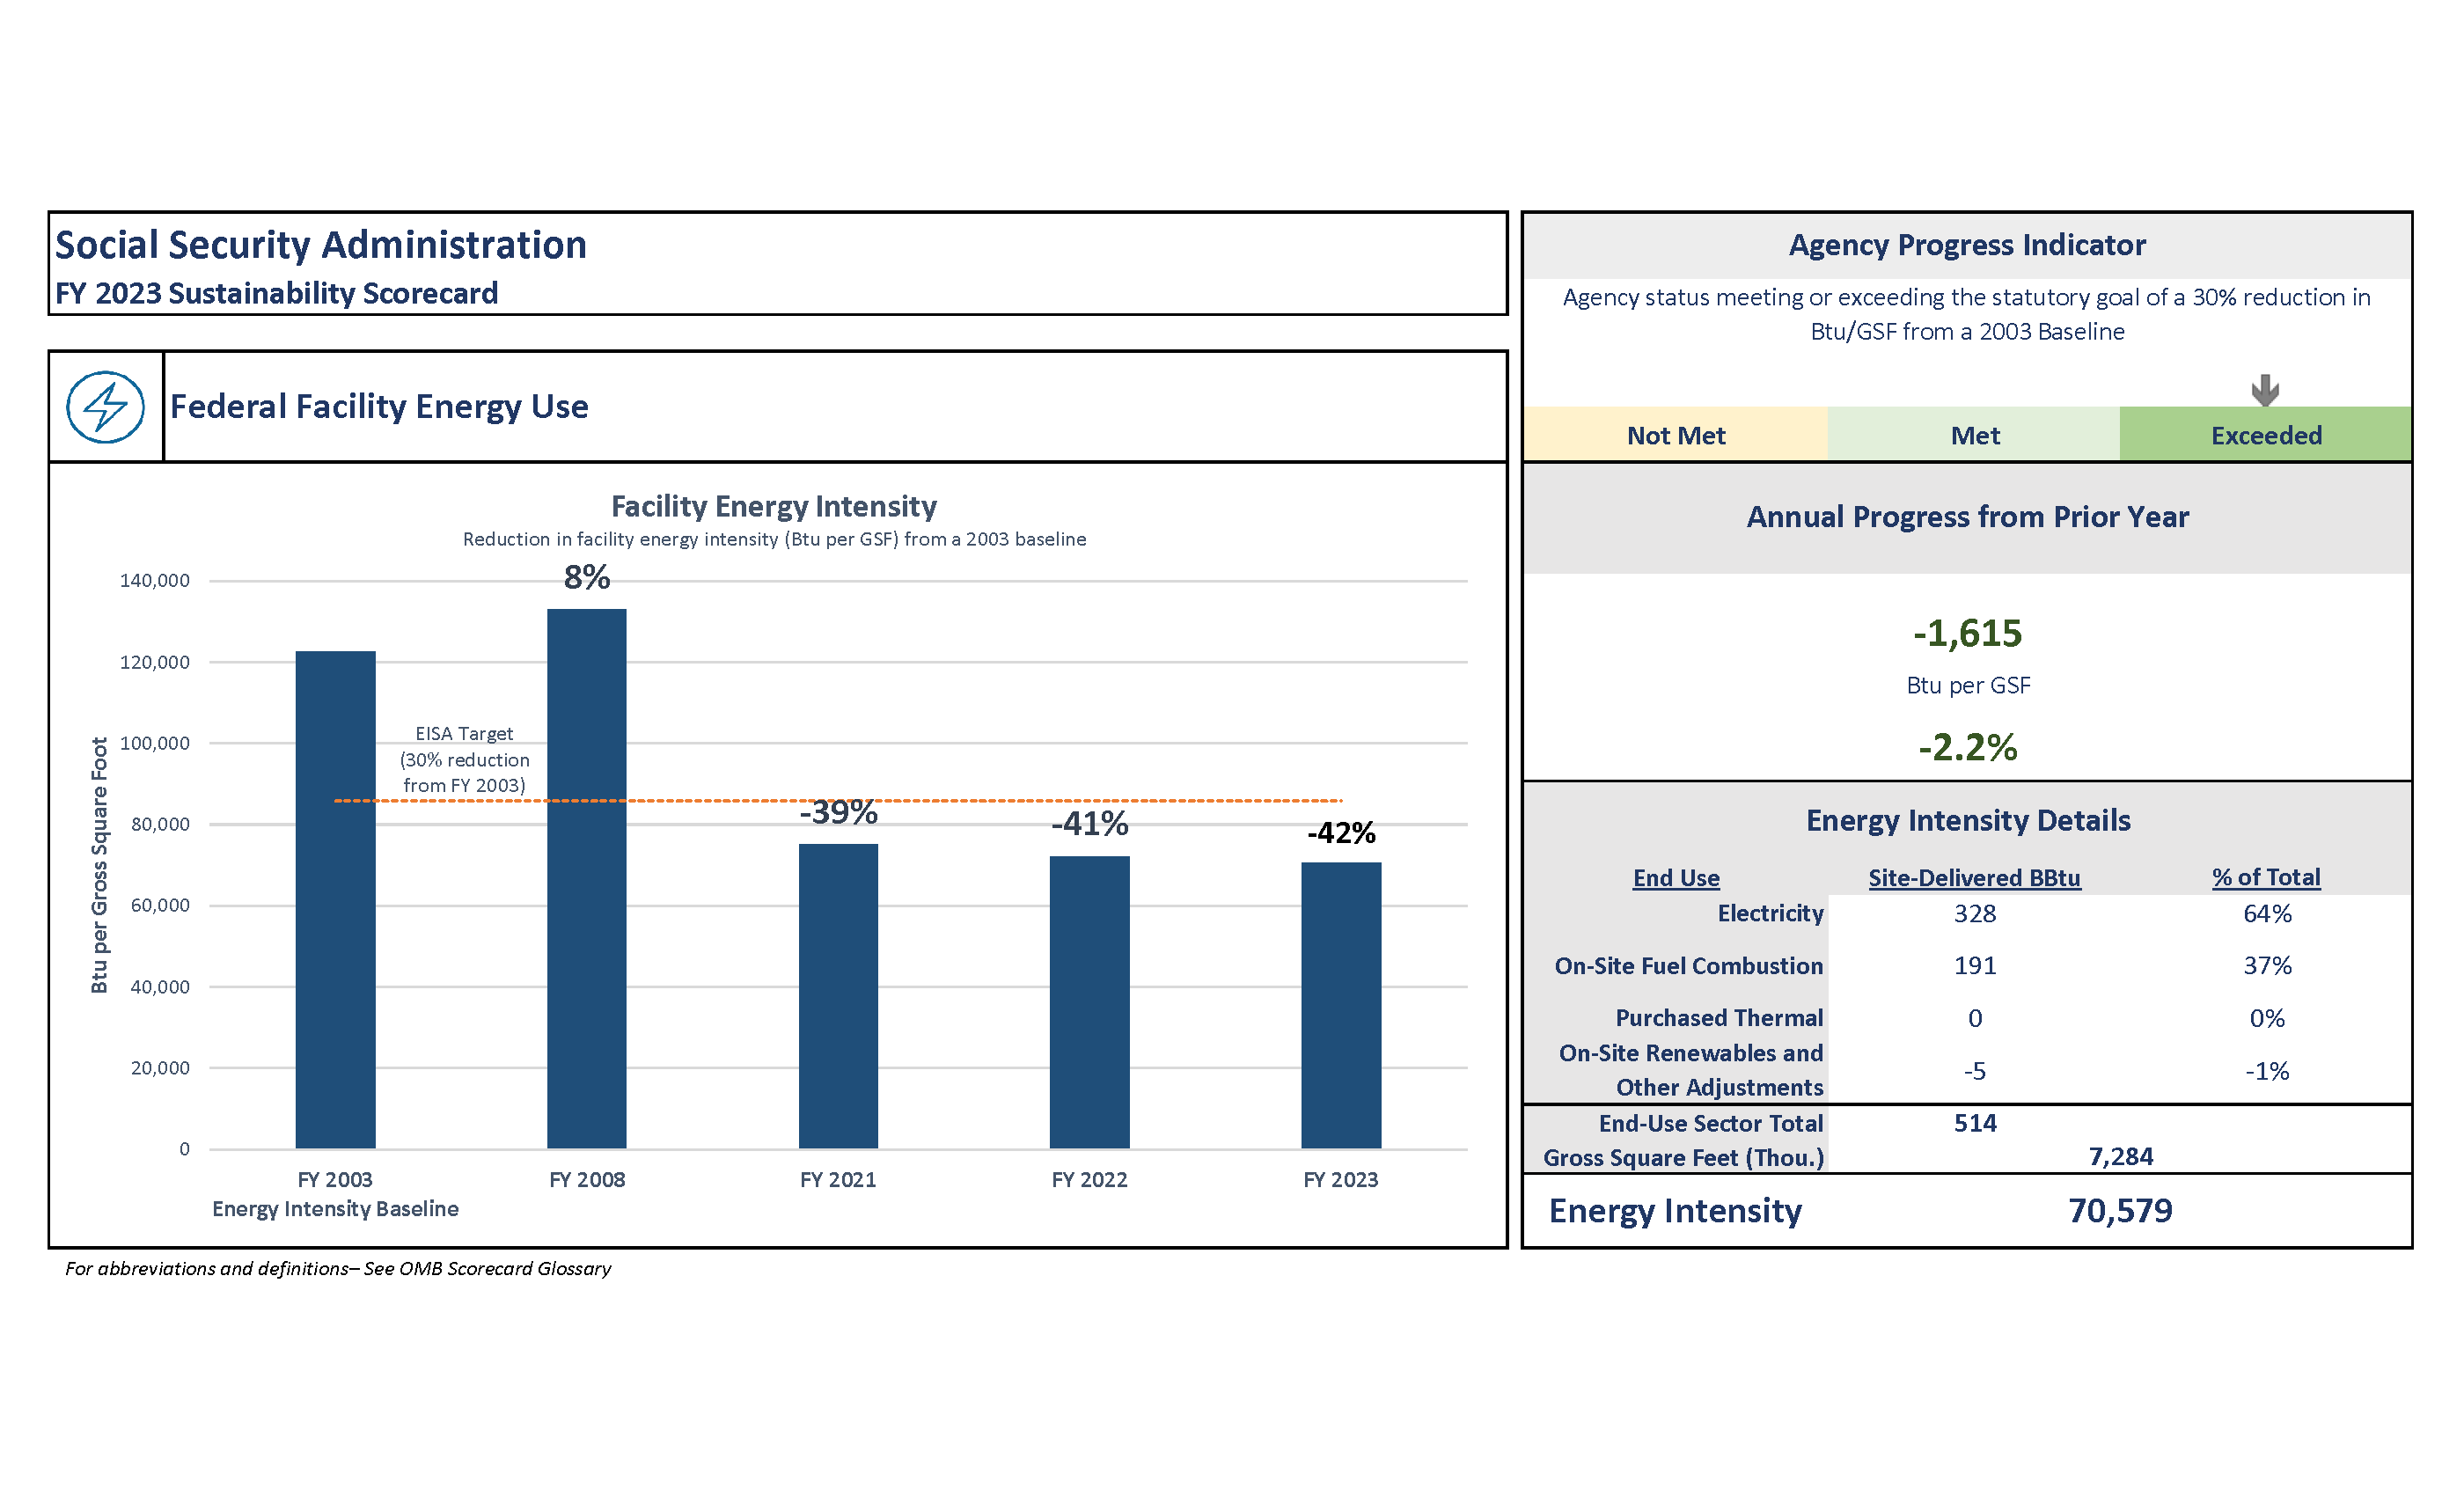 Social Security Administration
FY 2023 Sustainability Scorecard
Federal Facility Energy Use
Facility Energy Intensity
Reduction in facility energy intensity (Btu per GSF) from a 2003 baseline
Btu per Gross Square Foot
140,000
120,000
100,000
80,000
60,000
40,000
20,000
0
8%
-39%
-41%
-42%
EISA Target
(30% reduction
from FY 2003)
FY 2003
FY 2008
FY 2021
FY 2022
FY 2023
Energy Intensity Baseline
For abbreviations and definitions– See OMB Scorecard Glossary
Agency Progress Indicator
Agency status meeting or exceeding the statutory goal of a 30% reduction in
Btu/GSF from a 2003 Baseline
Not Met Met Exceeded
Annual Progress from Prior Year
-1,615
Btu per GSF
-2.2%
Energy Intensity Details
End Use Site-Delivered BBtu % of Total
Electricity 328 64%
On-Site Fuel Combustion 191 37%
Purchased Thermal 0 0%
On-Site Renewables and
Other Adjustments -5 -1%
End-Use Sector Total 514
Gross Square Feet (Thou.) 7,284
Energy Intensity 70,579